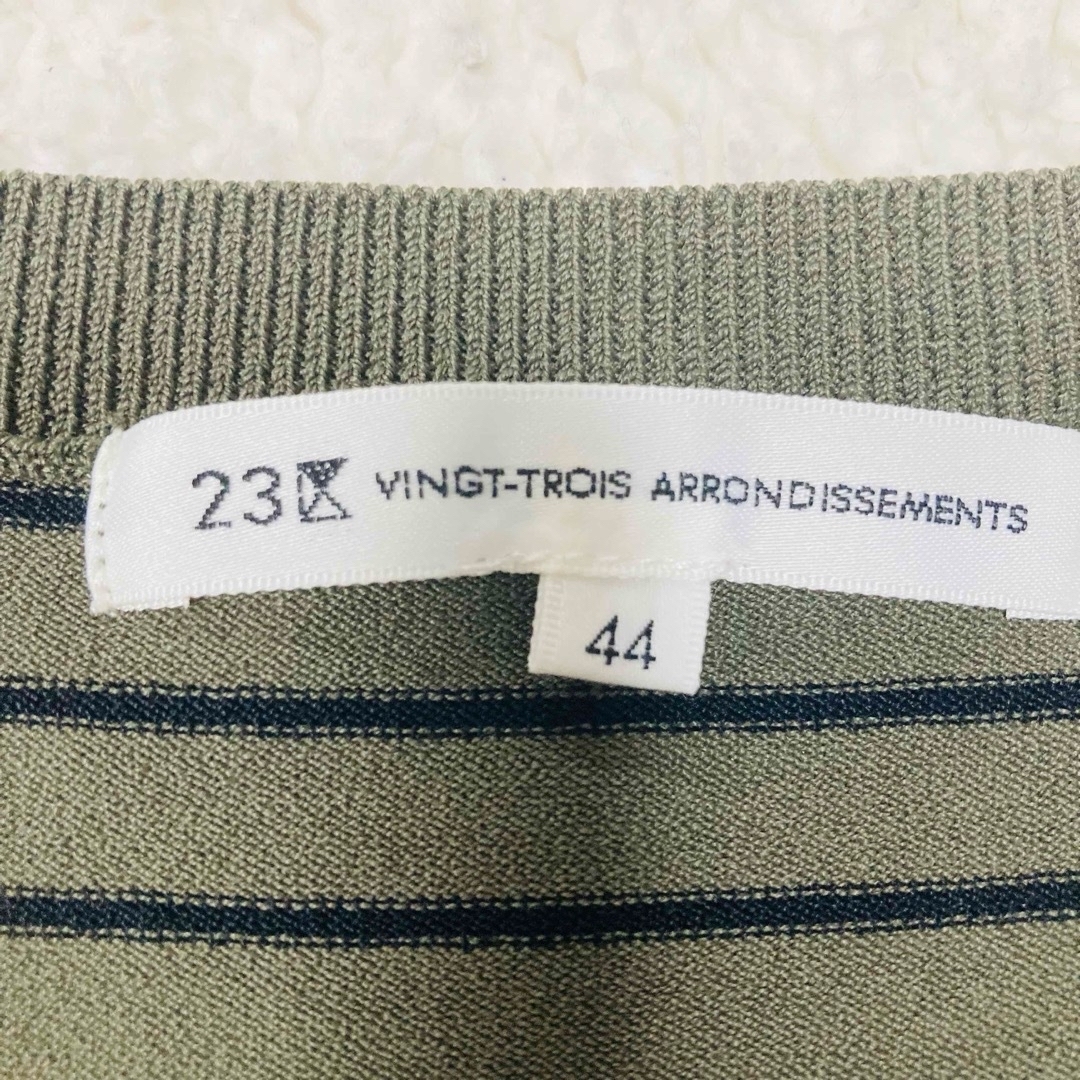 23区 VINGT-TROIS ARRONDISSEMENTS
44